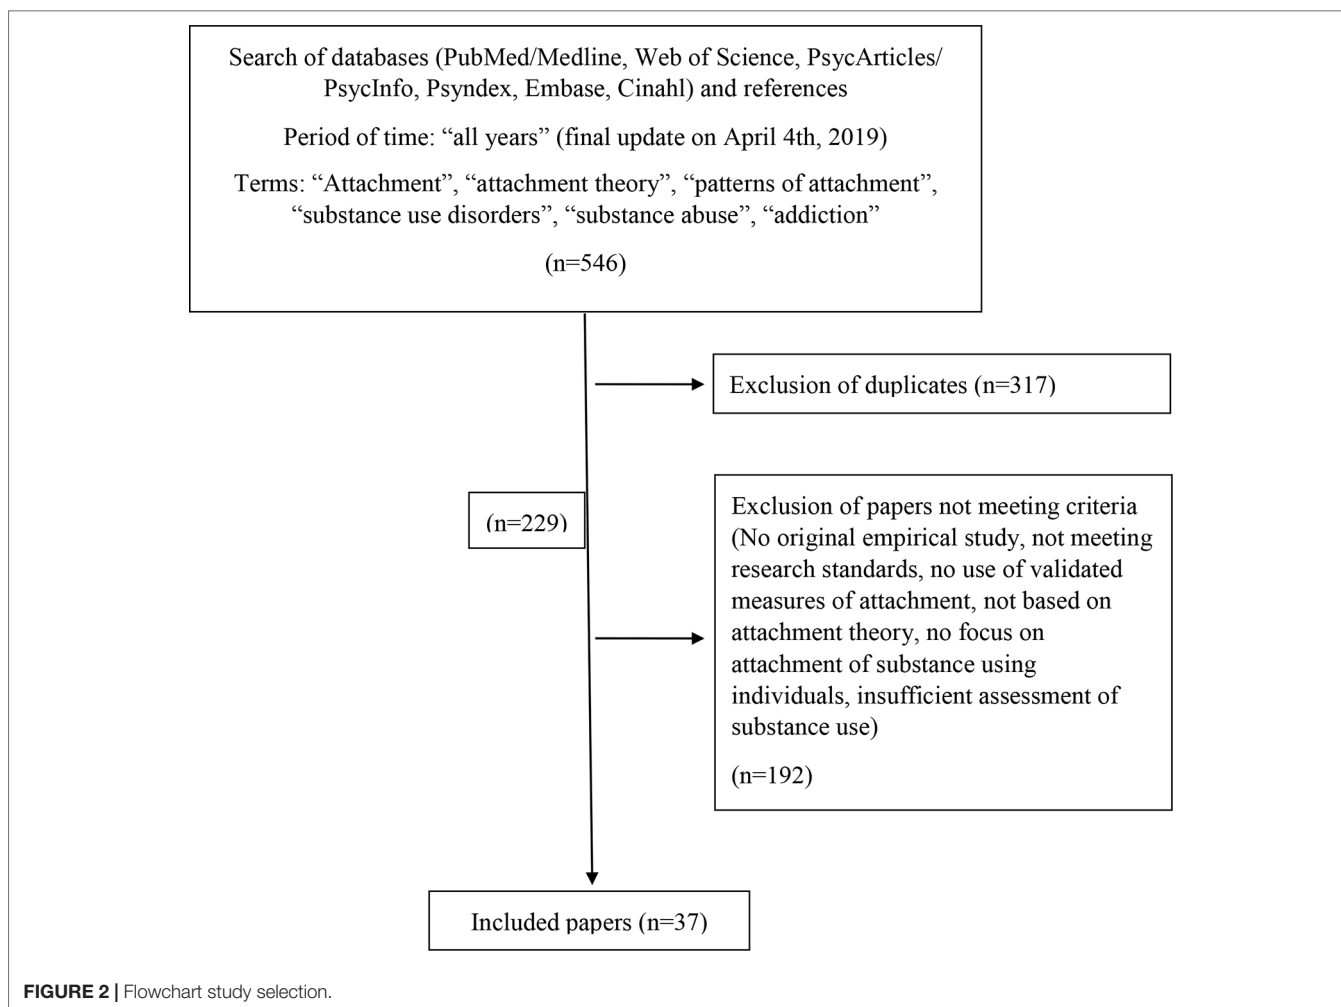 Search of databases (PubMed/Medline, Web of Science, PsycArticles/
PsycInfo, Psyndex, Embase, Cinahl) and references
Period of time: “all years” (final update on April 4th, 2019)
Terms: “Attachment”, “attachment theory”, “patterns of attachment”,
“substance use disorders”, “substance abuse”, “addiction”
(n=546)
Exclusion of duplicates (n=317)
(n=229)
Exclusion of papers not meeting criteria
(No original empirical study, not meeting
research standards, no use of validated
measures of attachment, not based on
attachment theory, no focus on
attachment of substance using
individuals, insufficient assessment of
substance use)
(n=192)
Included papers (n=37)
FIGURE 2 | Flowchart study selection.